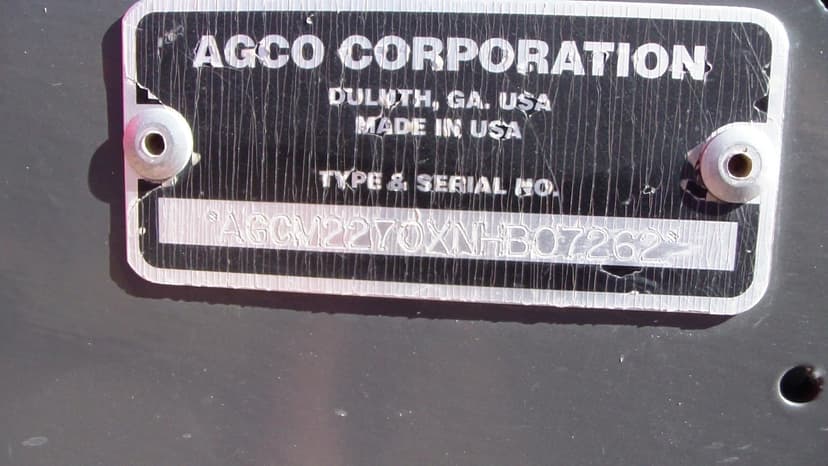 AGCO CORPORATION
DULUTH, GA. USA
MADE IN USA
TYPE & SERIAL NO.
*AGCM2270XNHB07262*